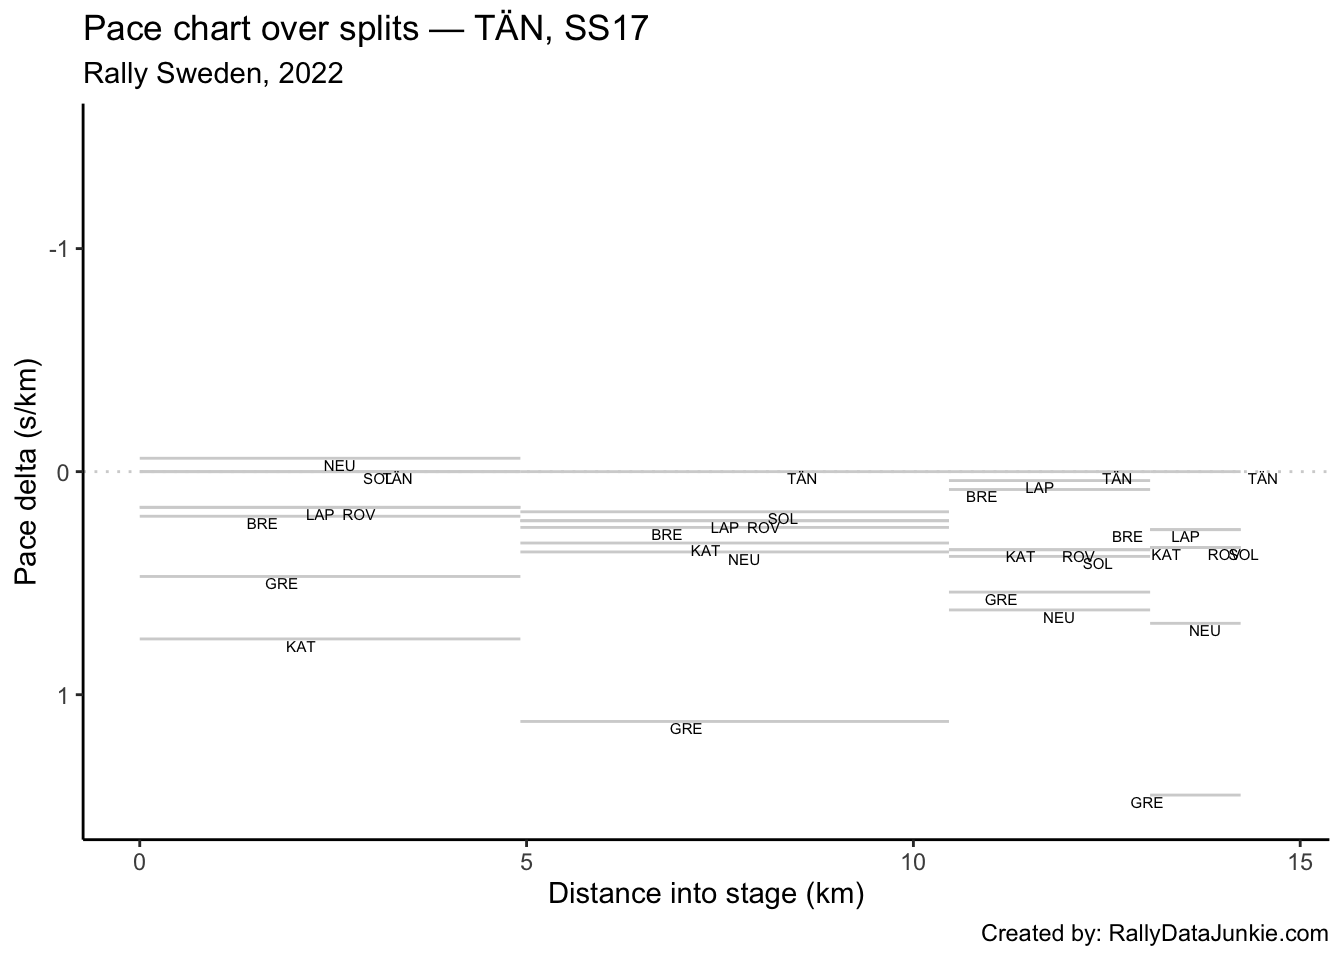 Pace chart over splits — TÄN, SS17
Rally Sweden, 2022
Pace delta (s/km)
-1
0
1
NEU
SOL TÄN TÄN TÄN TÄN
LAP ROV
BRE
GRE
KAT
SOL
LAP ROV
BRE
KAT
NEU
GRE
LAP
BRE
KAT ROV
SOL
GRE
NEU
BRE LAP
KAT ROV SOL
NEU
GRE
0 5 10 15
Distance into stage (km)
Created by: RallyDataJunkie.com